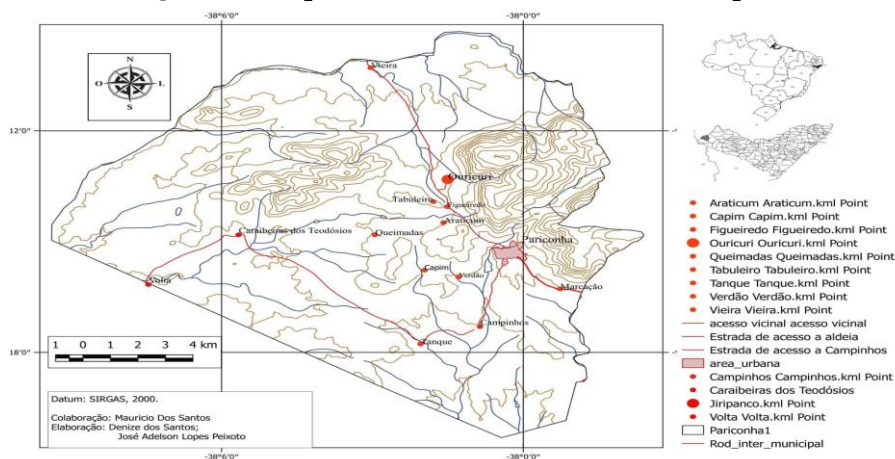 -38°6'0"
-38°0'0"
N
O
L
S
Vieira
12°0'
Ouricuri
Tabuleiro
Figueiredo
Araticum
Caraibeiras dos Teodósios
Queimadas
Pariconha
Capim
Verdão
Volta
Marcação
Campinhos
Tanque
1 0 1 2 3 4 km
18°0'
Datum: SIRGAS, 2000.
Colaboração: Mauricio Dos Santos
Elaboração: Denize dos Santos;
José Adelson Lopes Peixoto
-38°6'0"
-38°0'0"
Araticum Araticum.kml Point
Capim Capim.kml Point
Figueiredo Figueiredo.kml Point
Ouricuri Ouricuri.kml Point
Queimadas Queimadas.kml Point
Tabuleiro Tabuleiro.kml Point
Tanque Tanque.kml Point
Verdão Verdão.kml Point
Vieira Vieira.kml Point
acesso vicinal acesso vicinal
Estrada de acesso a aldeia
Estrada de acesso a Campinhos
area_urbana
Campinhos Campinhos.kml Point
Caraibeiras dos Teodósios
Jiripanco.kml Point
Volta Volta.kml Point
Pariconha1
Rod_inter_municipal